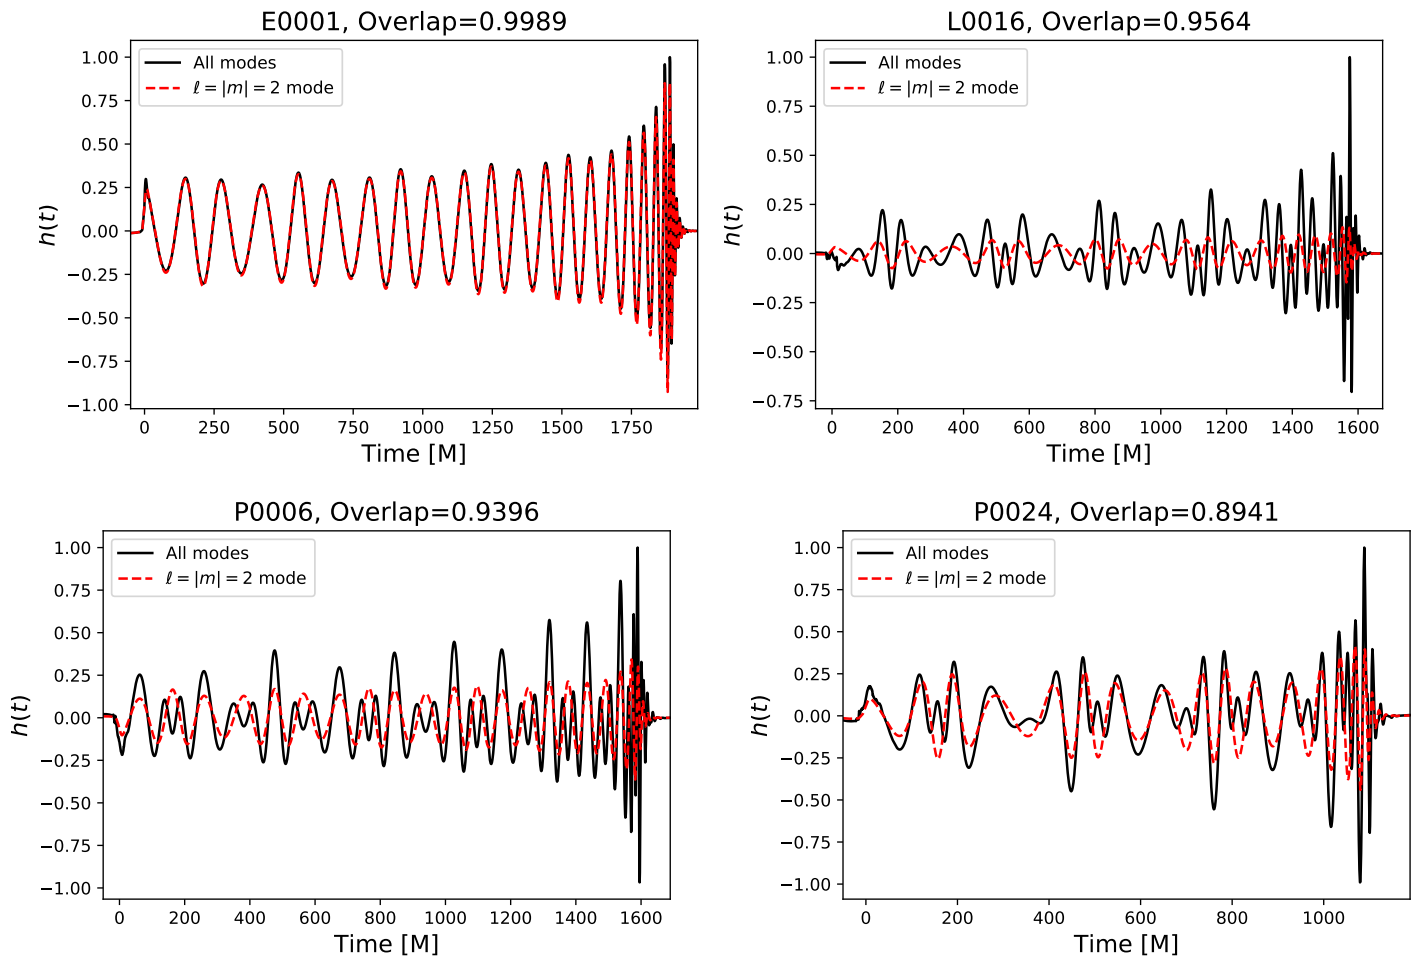 E0001, Overlap=0.9989
All modes
ℓ = |m| = 2 mode
h(t)
1.00
0.75
0.50
0.25
0.00
−0.25
−0.50
−0.75
−1.00
0 250 500 750 1000 1250 1500 1750
Time [M]
L0016, Overlap=0.9564
All modes
ℓ = |m| = 2 mode
h(t)
1.00
0.75
0.50
0.25
0.00
−0.25
−0.50
−0.75
0 200 400 600 800 1000 1200 1400 1600
Time [M]
P0006, Overlap=0.9396
All modes
ℓ = |m| = 2 mode
h(t)
1.00
0.75
0.50
0.25
0.00
−0.25
−0.50
−0.75
−1.00
0 200 400 600 800 1000 1200 1400 1600
Time [M]
P0024, Overlap=0.8941
All modes
ℓ = |m| = 2 mode
h(t)
1.00
0.75
0.50
0.25
0.00
−0.25
−0.50
−0.75
−1.00
0 200 400 600 800 1000
Time [M]